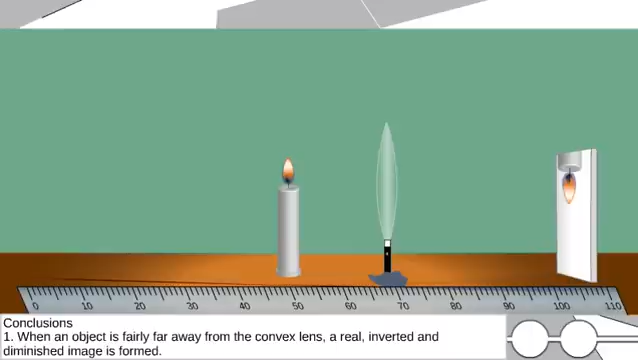 0 10 20 30 40 50 60 70 80 90 100 110
Conclusions
1. When an object is fairly far away from the convex lens, a real, inverted and
diminished image is formed.